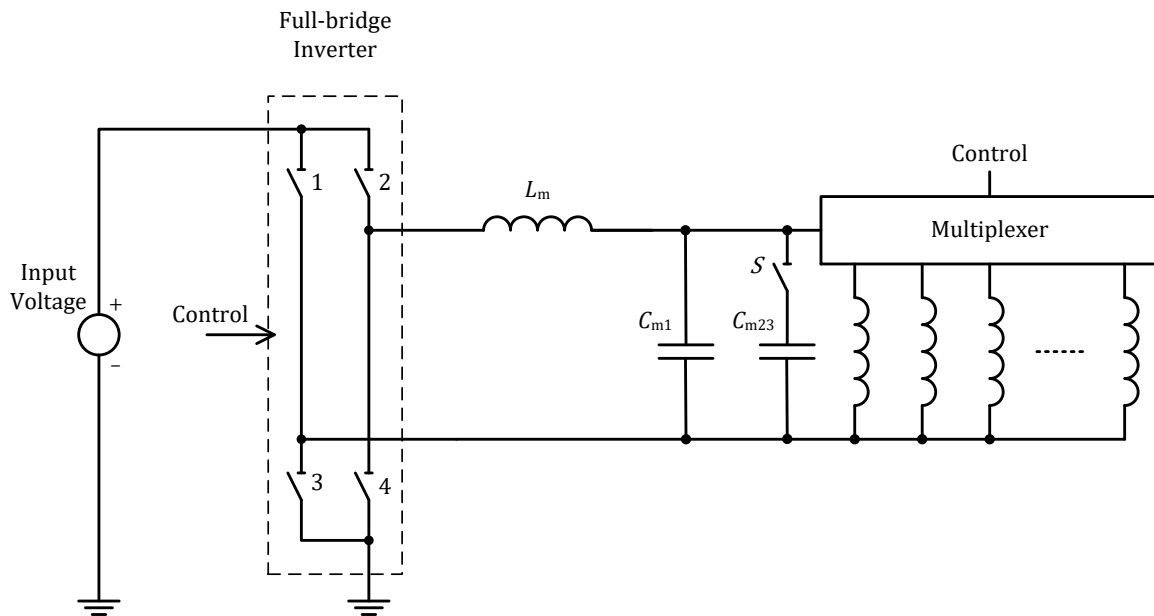 Full-bridge
Inverter
1
2
Control
L_m
Multiplexer
S
Input
Voltage
+
−
Control
C_m1
C_m23
3
4